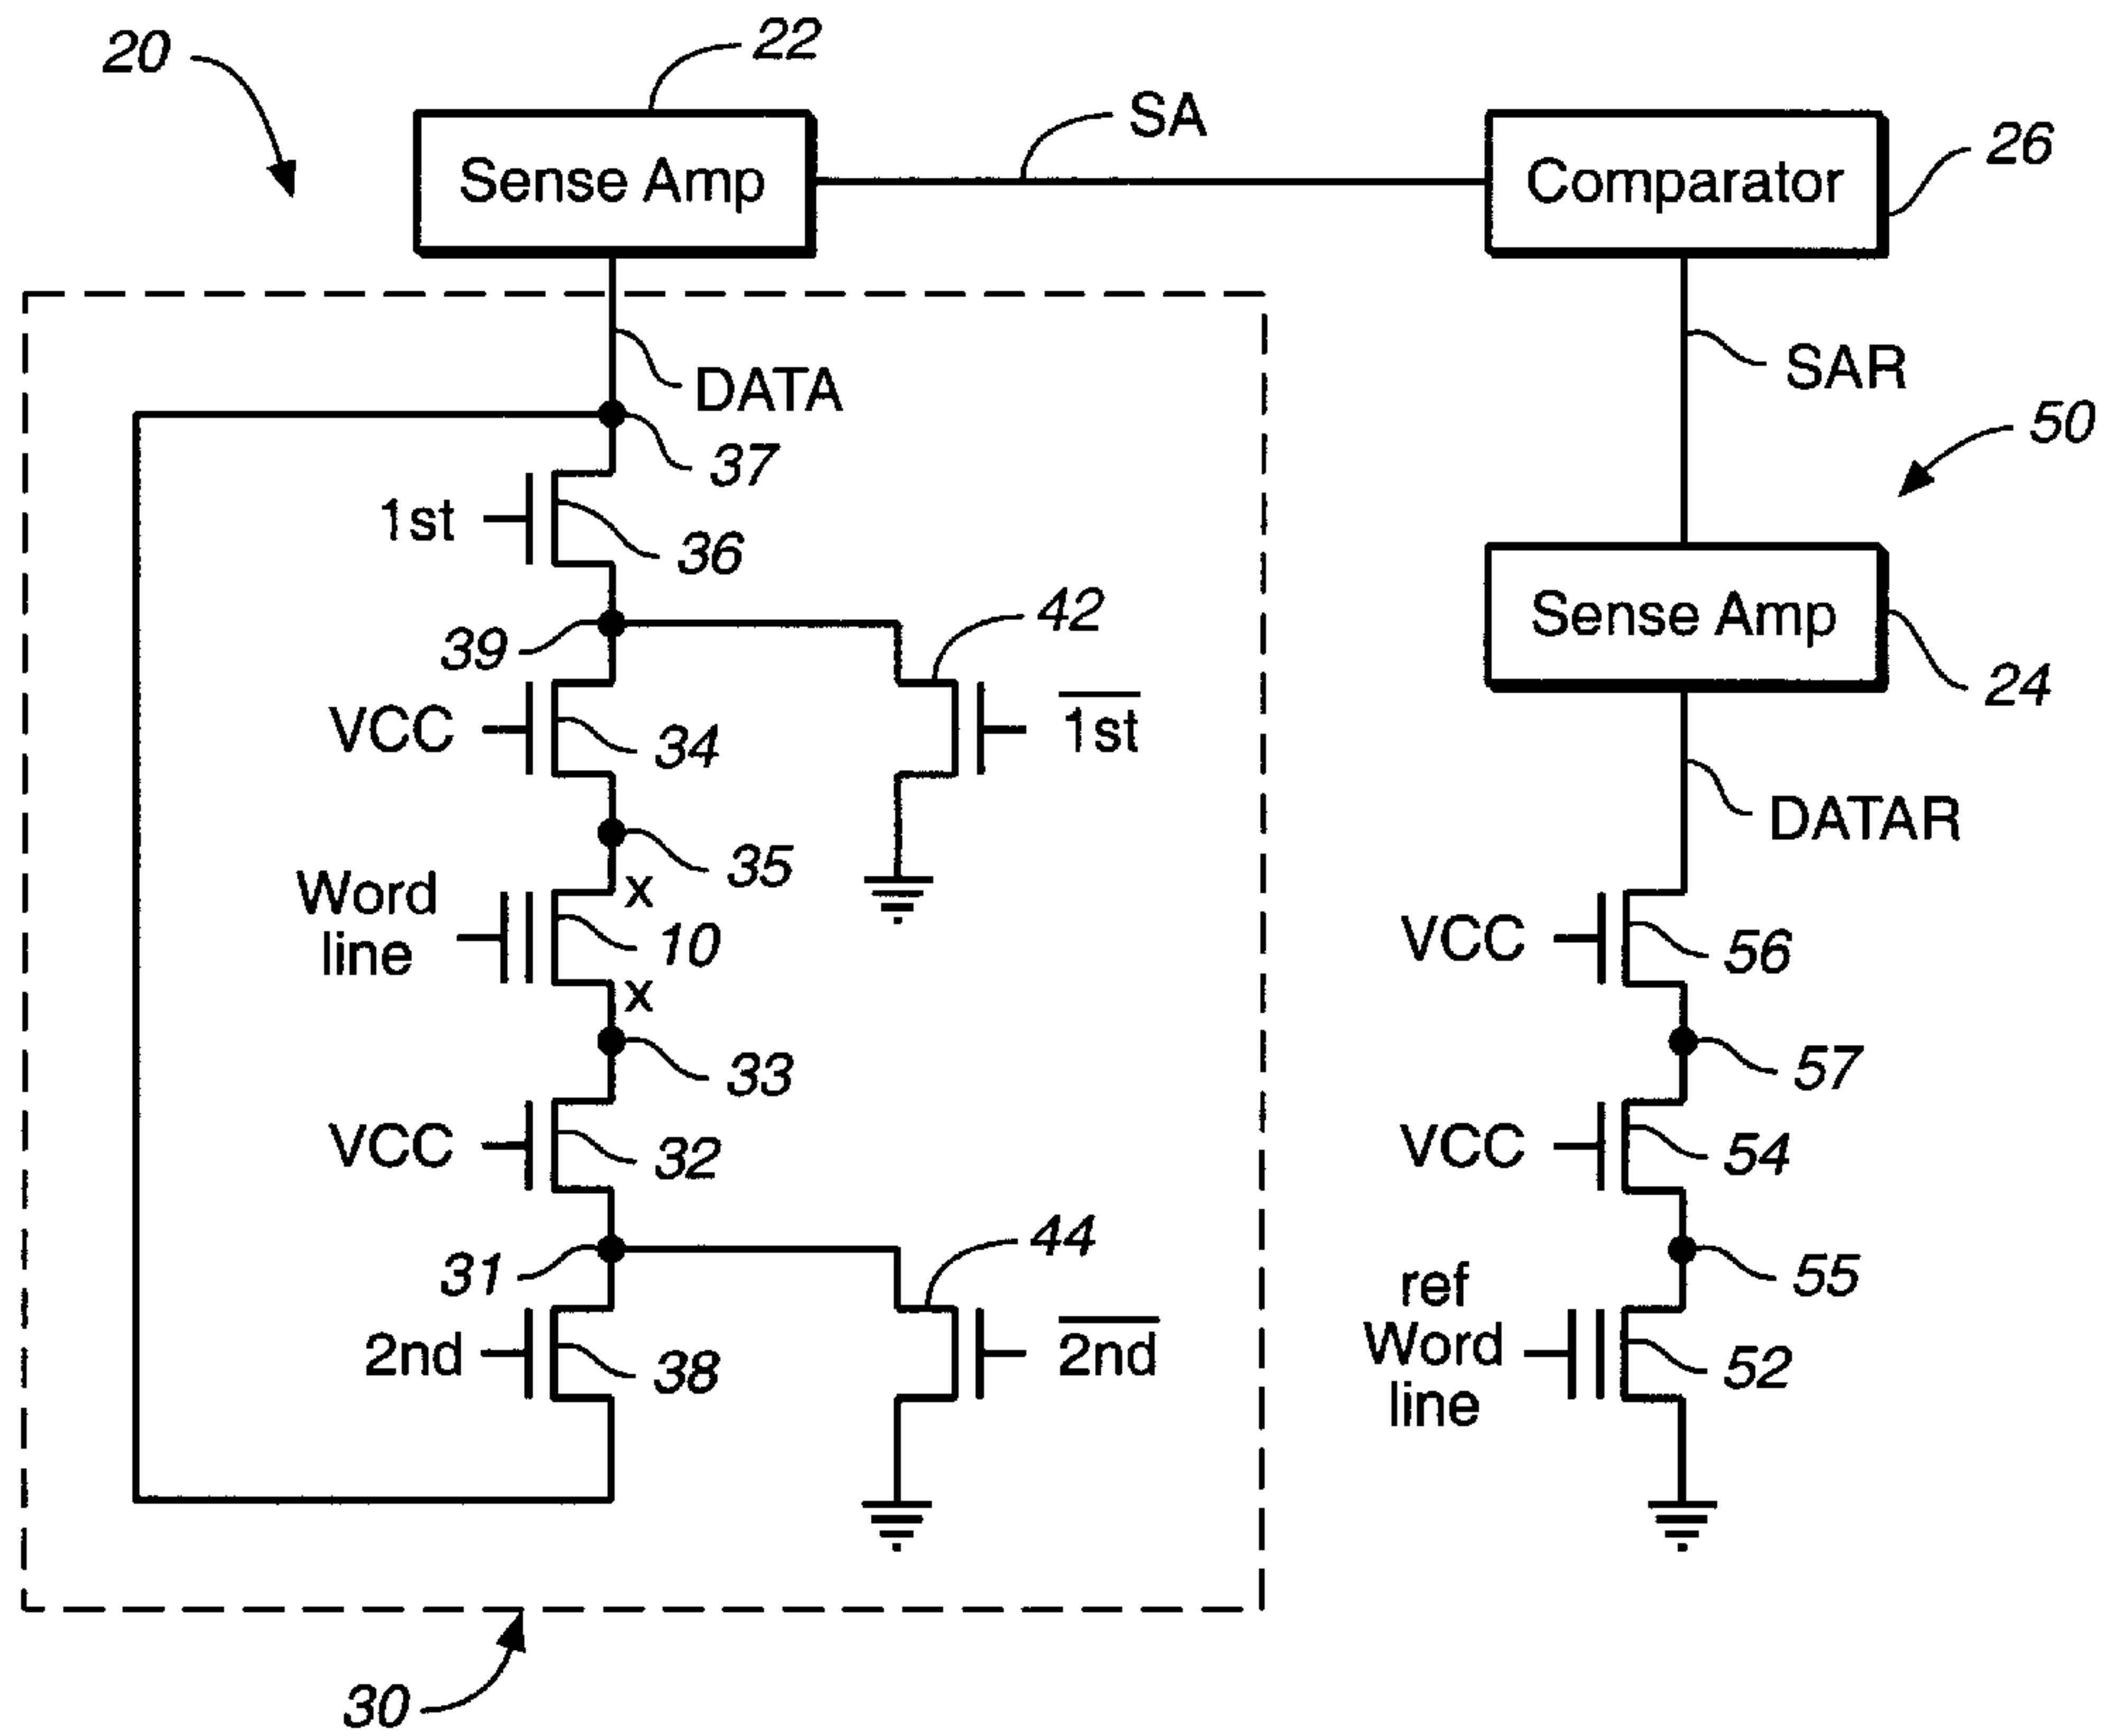 20
22
SA
Sense Amp
Comparator
26
DATA
SAR
37
50
1st
36
Sense Amp
39
42
24
VCC
34
1st
35
DATAR
Word
line
x
10
x
VCC
56
33
57
VCC
32
VCC
54
31
44
55
2nd
38
2nd
ref
Word
line
52
30